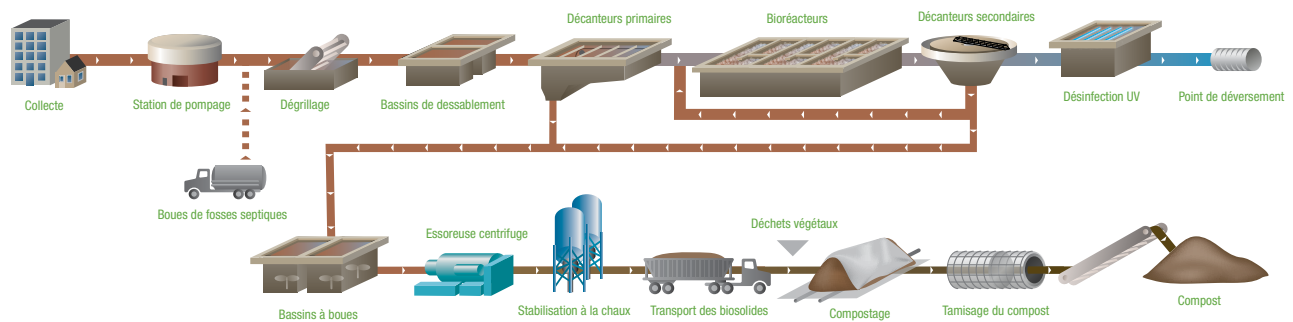 Décanteurs primaires
Bioréacteurs
Décanteurs secondaires
Collecte
Station de pompage
Dégrillage
Bassins de dessablement
Désinfection UV
Point de déversement
Boues de fosses septiques
Essoreuse centrifuge
Déchets végétaux
Bassins à boues
Stabilisation à la chaux
Transport des biosolides
Compostage
Tamisage du compost
Compost